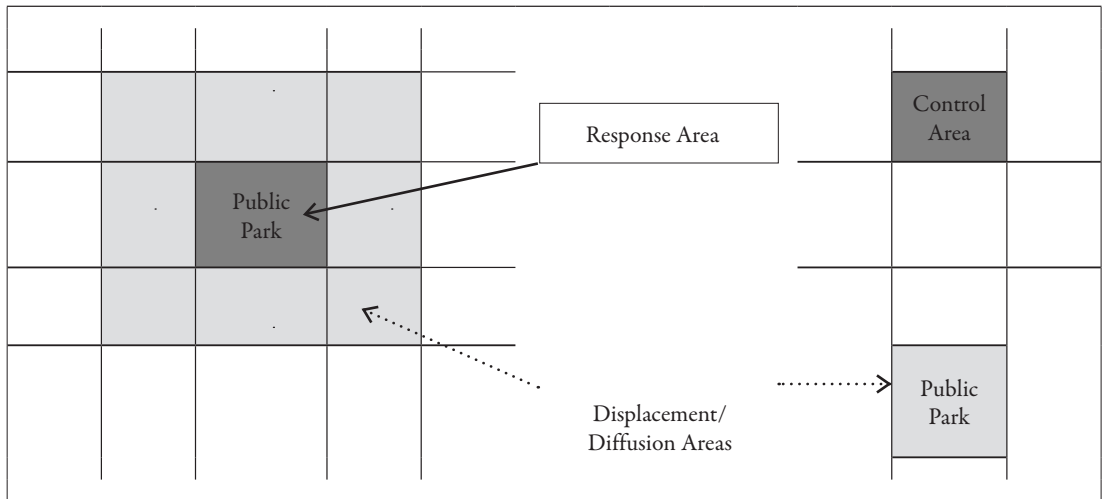 Control
Area
Response Area
Public
Park
Public
Park
Displacement/
Diffusion Areas